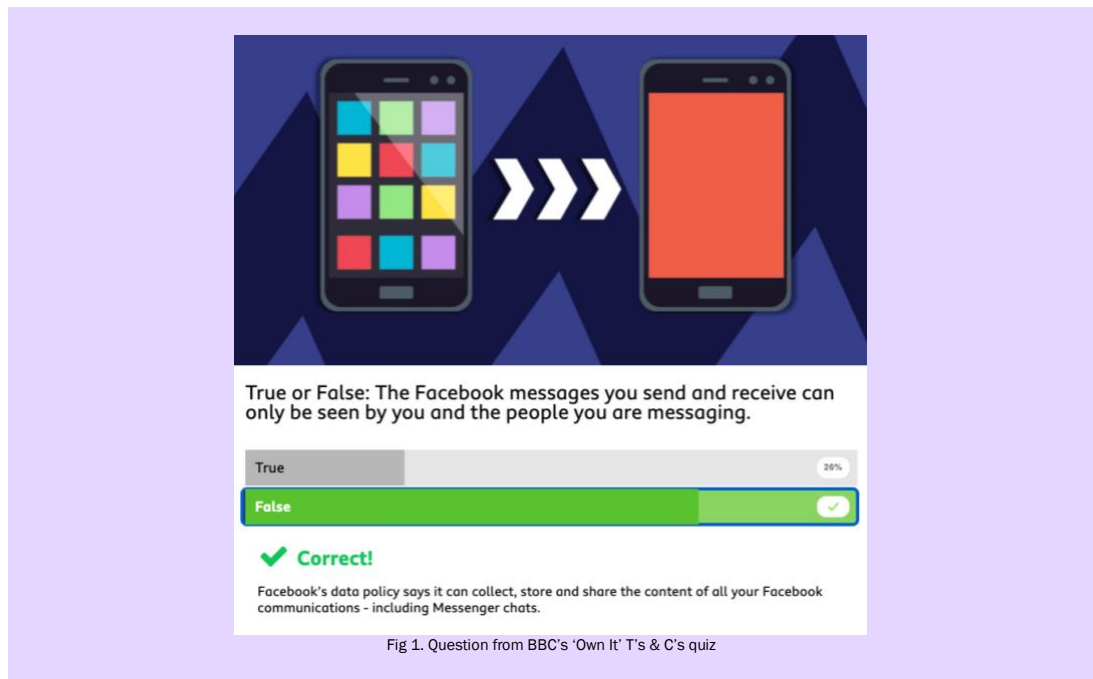 True or False: The Facebook messages you send and receive can
only be seen by you and the people you are messaging.
True
26%
False
Correct!
Facebook's data policy says it can collect, store and share the content of all your Facebook
communications - including Messenger chats.
Fig 1. Question from BBC's 'Own It' T's & C's quiz